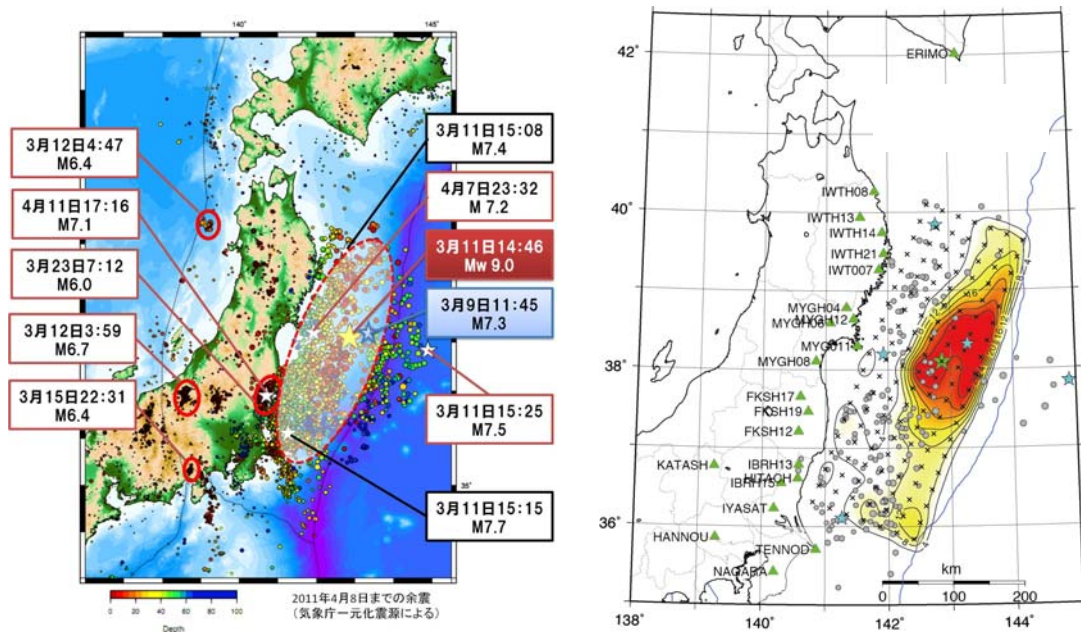 140°
145°
3月12日4:47
M6.4
4月11日17:16
M7.1
3月23日7:12
M6.0
3月12日3:59
M6.7
3月15日22:31
M6.4
3月11日15:08
M7.4
4月7日23:32
M 7.2
3月11日14:46
Mw 9.0
3月9日11:45
M7.3
3月11日15:25
M7.5
3月11日15:15
M7.7
35°
0 20 40 60 80 100
Depth
2011年4月8日までの余震
(気象庁一元化震源による)
42°
40°
38°
36°
138°
140°
142°
144°
ERIMO
IWTH08
IWTH13
IWTH14
IWTH21
IWT007
MYGH04
MYGH12
MYGH06
MYG011
MYGH08
FKSH17
FKSH19
FKSH12
KATASH
IBRH13
HITACH
IBRH15
IYASAT
HANNOU
TENNOD
NAGARA
km
0 100 200